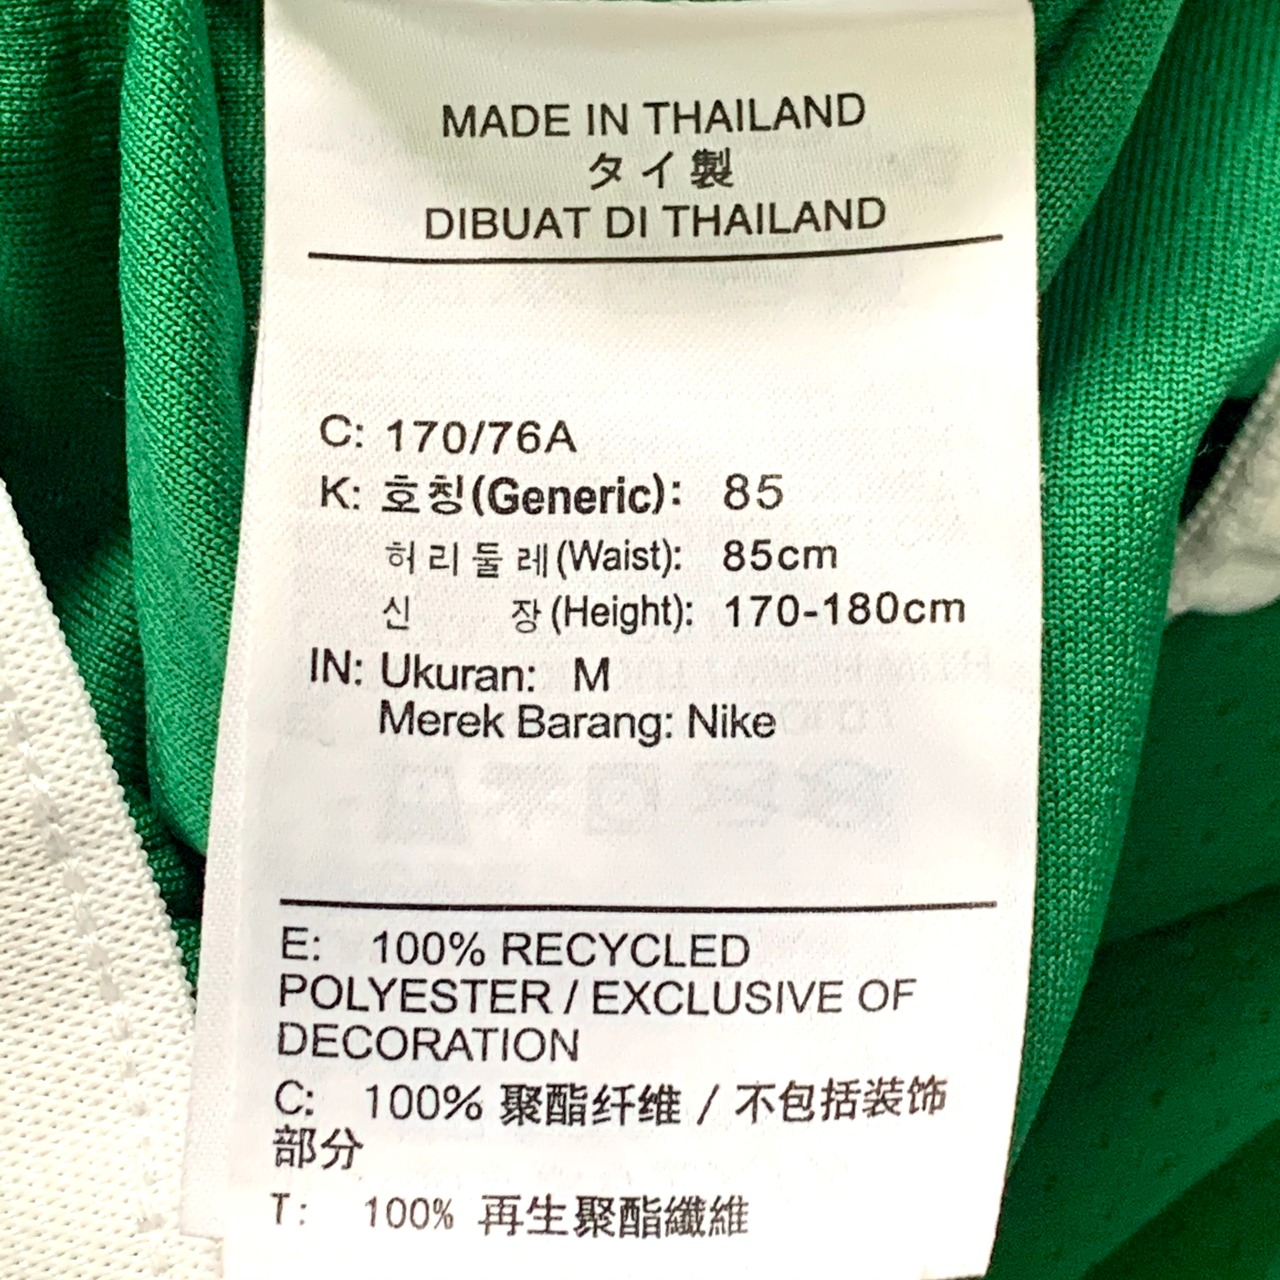 MADE IN THAILAND
タイ製
DIBUAT DI THAILAND
C: 170/76A
K: 호칭(Generic): 85
허리둘레(Waist): 85cm
신 장(Height): 170-180cm
IN: Ukuran: M
Merek Barang: Nike
E: 100% RECYCLED
POLYESTER / EXCLUSIVE OF
DECORATION
C: 100% 聚酯纤维 / 不包括装饰
部分
T: 100% 再生聚酯纖維